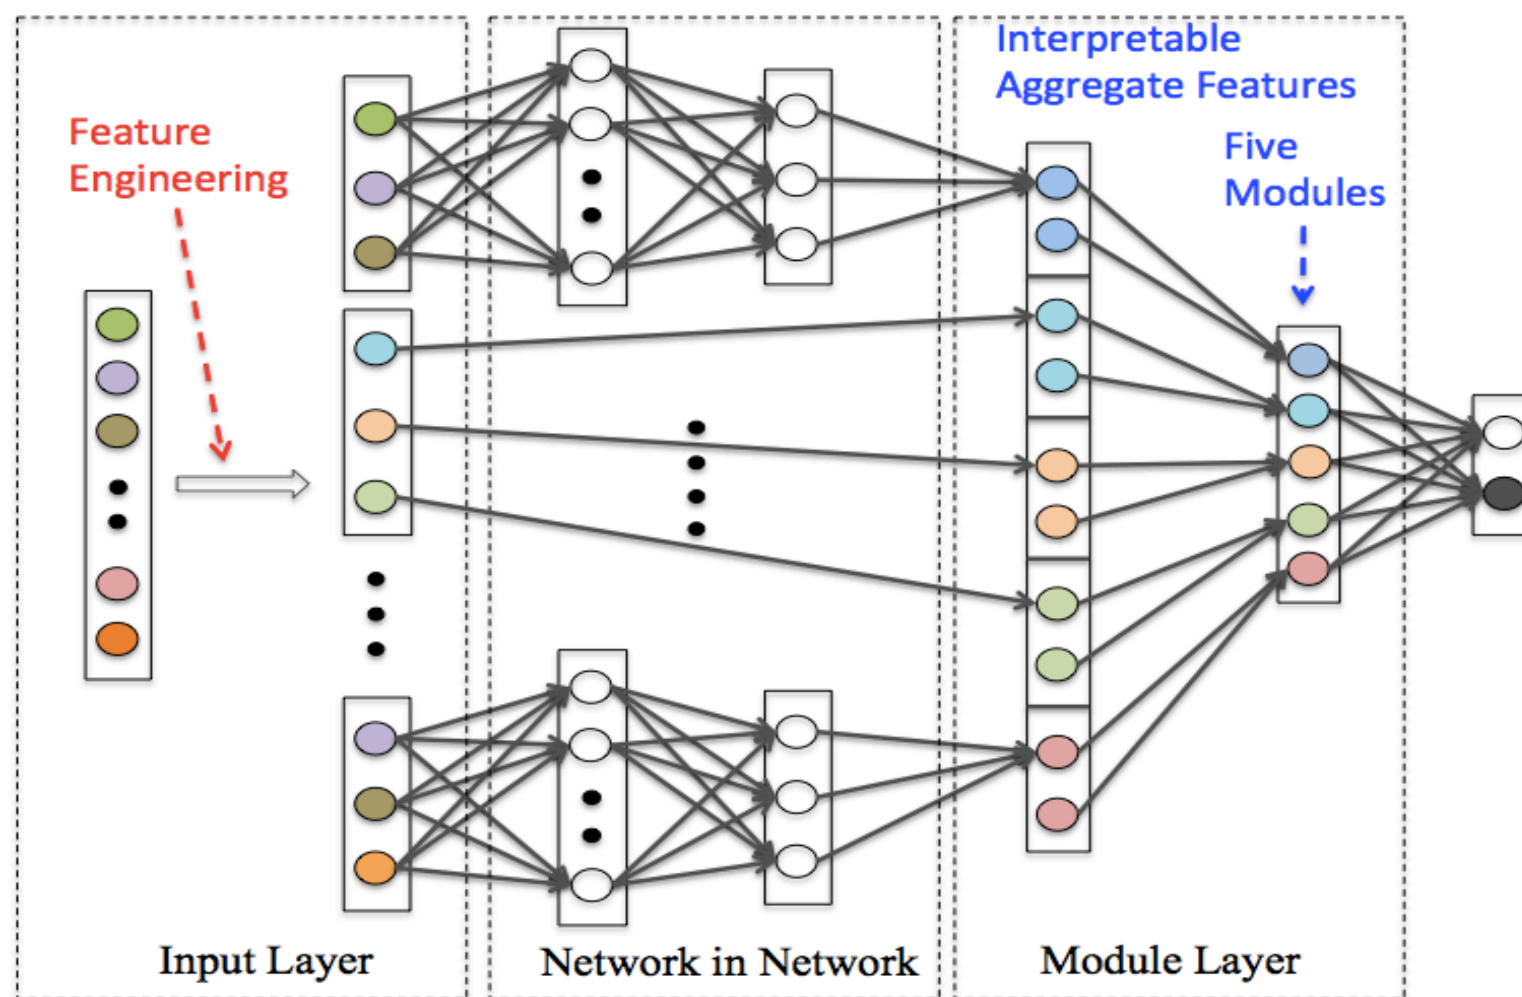 Feature
Engineering
Interpretable
Aggregate Features
Five
Modules
Input Layer
Network in Network
Module Layer